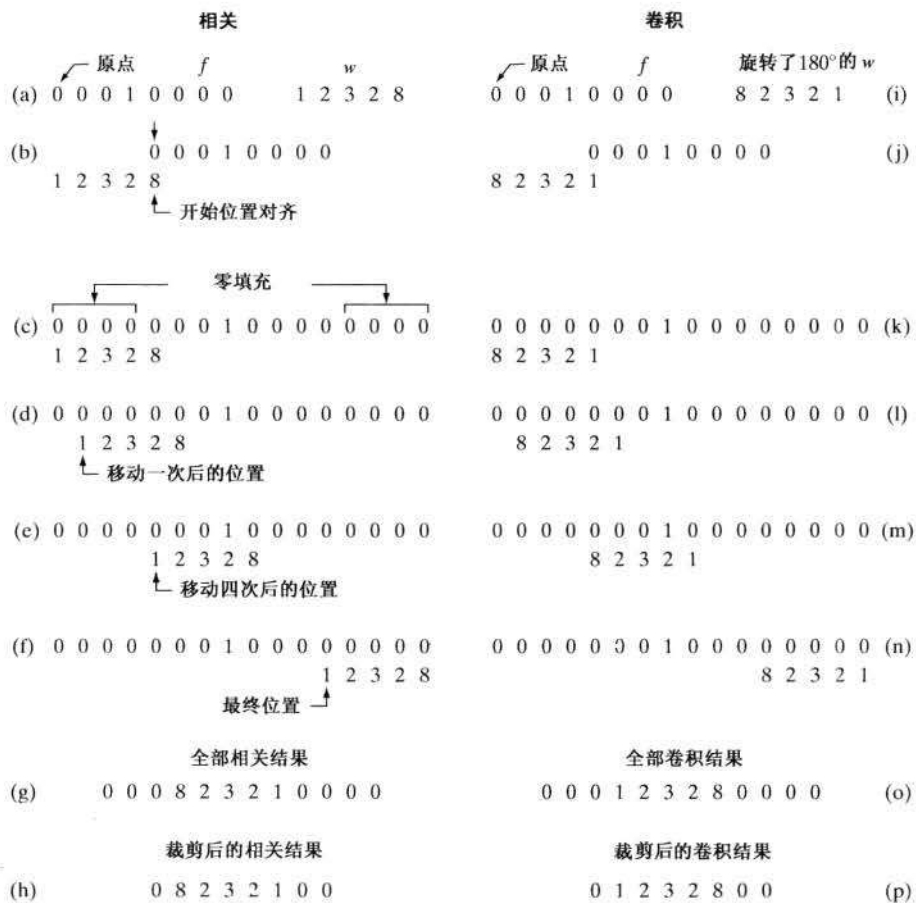 相关 卷积
原点 f w 原点 f 旋转了180°的 w
(a) 0 0 0 1 0 0 0 0 1 2 3 2 8 0 0 0 1 0 0 0 0 8 2 3 2 1 (i)
(b) 0 0 0 1 0 0 0 0 0 0 0 1 0 0 0 0 (j)
1 2 3 2 8 8 2 3 2 1
开始位置对齐
零填充
(c) 0 0 0 0 0 0 0 1 0 0 0 0 0 0 0 0 0 0 0 0 0 0 0 1 0 0 0 0 0 0 0 0 (k)
1 2 3 2 8 8 2 3 2 1
(d) 0 0 0 0 0 0 0 1 0 0 0 0 0 0 0 0 0 0 0 0 0 0 0 1 0 0 0 0 0 0 0 0 (l)
1 2 3 2 8 8 2 3 2 1
移动一次后的位置
(e) 0 0 0 0 0 0 0 1 0 0 0 0 0 0 0 0 0 0 0 0 0 0 0 1 0 0 0 0 0 0 0 0 (m)
1 2 3 2 8 8 2 3 2 1
移动四次后的位置
(f) 0 0 0 0 0 0 0 1 0 0 0 0 0 0 0 0 0 0 0 0 0 0 0 1 0 0 0 0 0 0 0 0 (n)
1 2 3 2 8 8 2 3 2 1
最终位置
全部相关结果 全部卷积结果
(g) 0 0 0 8 2 3 2 1 0 0 0 0 0 0 0 1 2 3 2 8 0 0 0 0 (o)
裁剪后的相关结果 裁剪后的卷积结果
(h) 0 8 2 3 2 1 0 0 0 1 2 3 2 8 0 0 (p)